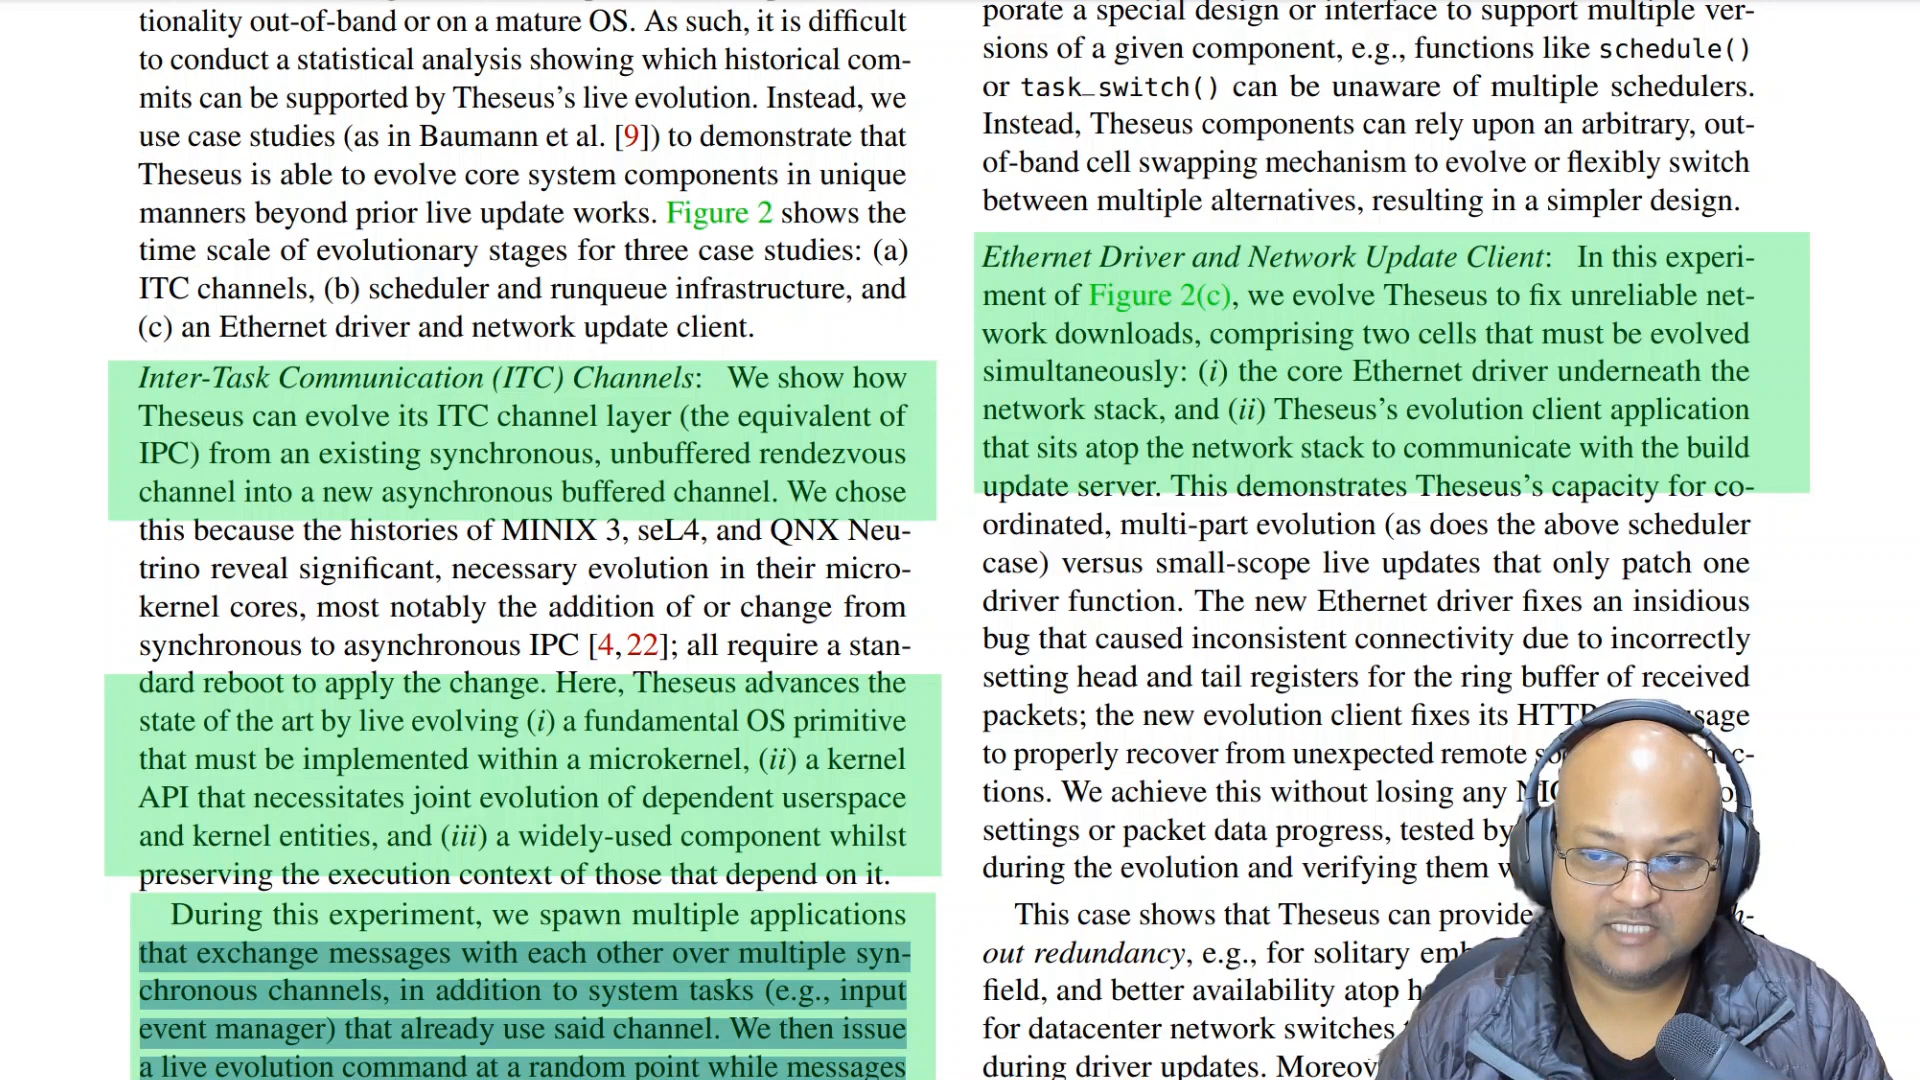 tionality out-of-band or on a mature OS. As such, it is difficult
to conduct a statistical analysis showing which historical com-
mits can be supported by Theseus's live evolution. Instead, we
use case studies (as in Baumann et al. [9]) to demonstrate that
Theseus is able to evolve core system components in unique
manners beyond prior live update works. Figure 2 shows the
time scale of evolutionary stages for three case studies: (a)
ITC channels, (b) scheduler and runqueue infrastructure, and
(c) an Ethernet driver and network update client.
Inter-Task Communication (ITC) Channels: We show how
Theseus can evolve its ITC channel layer (the equivalent of
IPC) from an existing synchronous, unbuffered rendezvous
channel into a new asynchronous buffered channel. We chose
this because the histories of MINIX 3, seL4, and QNX Neu-
trino reveal significant, necessary evolution in their micro-
kernel cores, most notably the addition of or change from
synchronous to asynchronous IPC [4,22]; all require a stan-
dard reboot to apply the change. Here, Theseus advances the
state of the art by live evolving (i) a fundamental OS primitive
that must be implemented within a microkernel, (ii) a kernel
API that necessitates joint evolution of dependent userspace
and kernel entities, and (iii) a widely-used component whilst
preserving the execution context of those that depend on it.
During this experiment, we spawn multiple applications
that exchange messages with each other over multiple syn-
chronous channels, in addition to system tasks (e.g., input
event manager) that already use said channel. We then issue
a live evolution command at a random point while messages
porate a special design or interface to support multiple ver-
sions of a given component, e.g., functions like schedule()
or task_switch() can be unaware of multiple schedulers.
Instead, Theseus components can rely upon an arbitrary, out-
of-band cell swapping mechanism to evolve or flexibly switch
between multiple alternatives, resulting in a simpler design.
Ethernet Driver and Network Update Client: In this experi-
ment of Figure 2(c), we evolve Theseus to fix unreliable net-
work downloads, comprising two cells that must be evolved
simultaneously: (i) the core Ethernet driver underneath the
network stack, and (ii) Theseus's evolution client application
that sits atop the network stack to communicate with the build
update server. This demonstrates Theseus's capacity for co-
ordinated, multi-part evolution (as does the above scheduler
case) versus small-scope live updates that only patch one
driver function. The new Ethernet driver fixes an insidious
bug that caused inconsistent connectivity due to incorrectly
setting head and tail registers for the ring buffer of received
packets; the new evolution client fixes its HTTP
to properly recover from unexpected remote
tions. We achieve this without losing any
settings or packet data progress, tested by
during the evolution and verifying them
This case shows that Theseus can provide
out redundancy, e.g., for solitary
field, and better availability atop
for datacenter network switches
during driver updates.